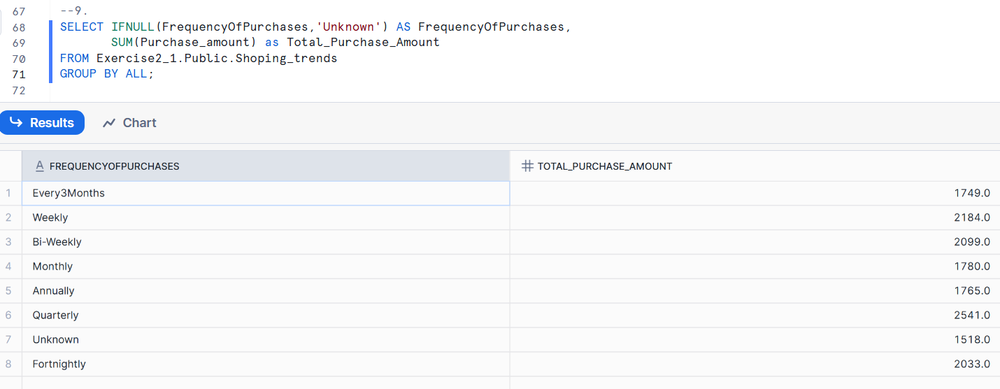 67 --9.
68 SELECT IFNULL(FrequencyOfPurchases,'Unknown') AS FrequencyOfPurchases,
69 SUM(Purchase_amount) as Total_Purchase_Amount
70 FROM Exercise2_1.Public.Shoping_trends
71 GROUP BY ALL;
72
Results Chart
A FREQUENCYOFPURCHASES # TOTAL_PURCHASE_AMOUNT
1 Every3Months 1749.0
2 Weekly 2184.0
3 Bi-Weekly 2099.0
4 Monthly 1780.0
5 Annually 1765.0
6 Quarterly 2541.0
7 Unknown 1518.0
8 Fortnightly 2033.0